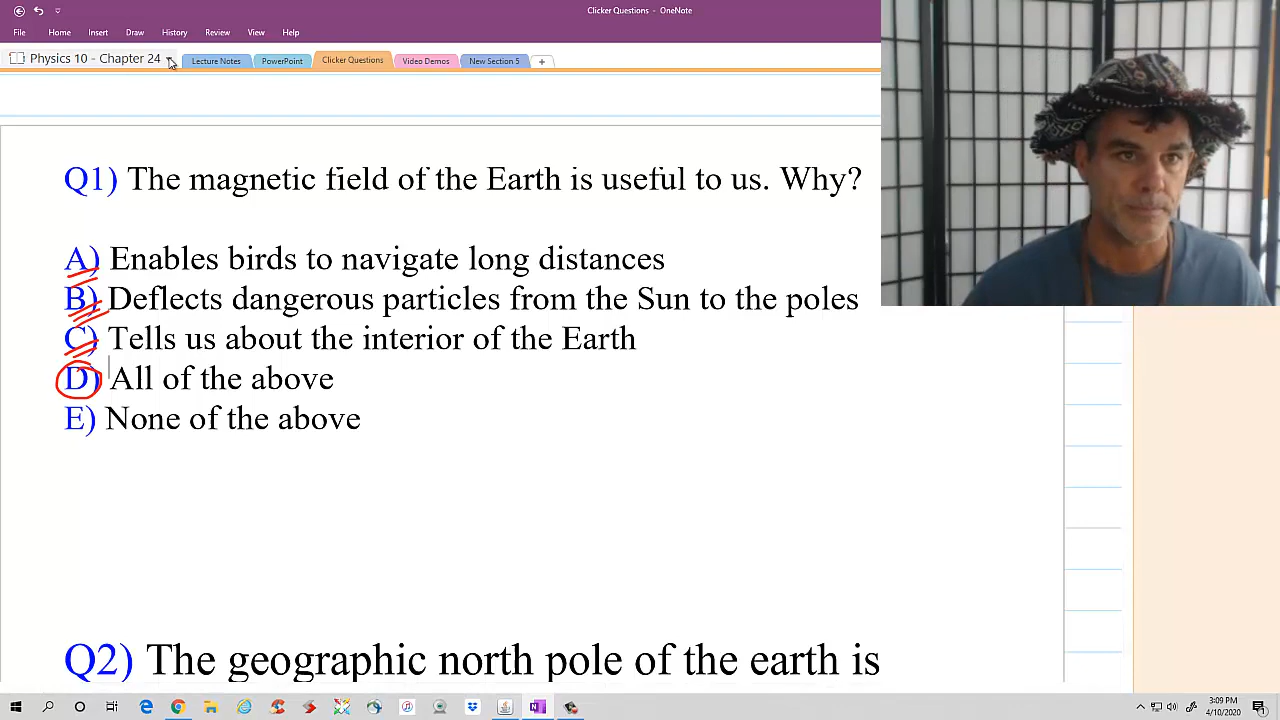 Clicker Questions - OneNote
File Home Insert Draw History Review View Help
Physics 10 - Chapter 24 Lecture Notes PowerPoint Clicker Questions Video Demos New Section 5 +
Q1) The magnetic field of the Earth is useful to us. Why?
A) Enables birds to navigate long distances
B) Deflects dangerous particles from the Sun to the poles
C) Tells us about the interior of the Earth
D) All of the above
E) None of the above
Q2) The geographic north pole of the earth is
3:09 PM
4/10/2020